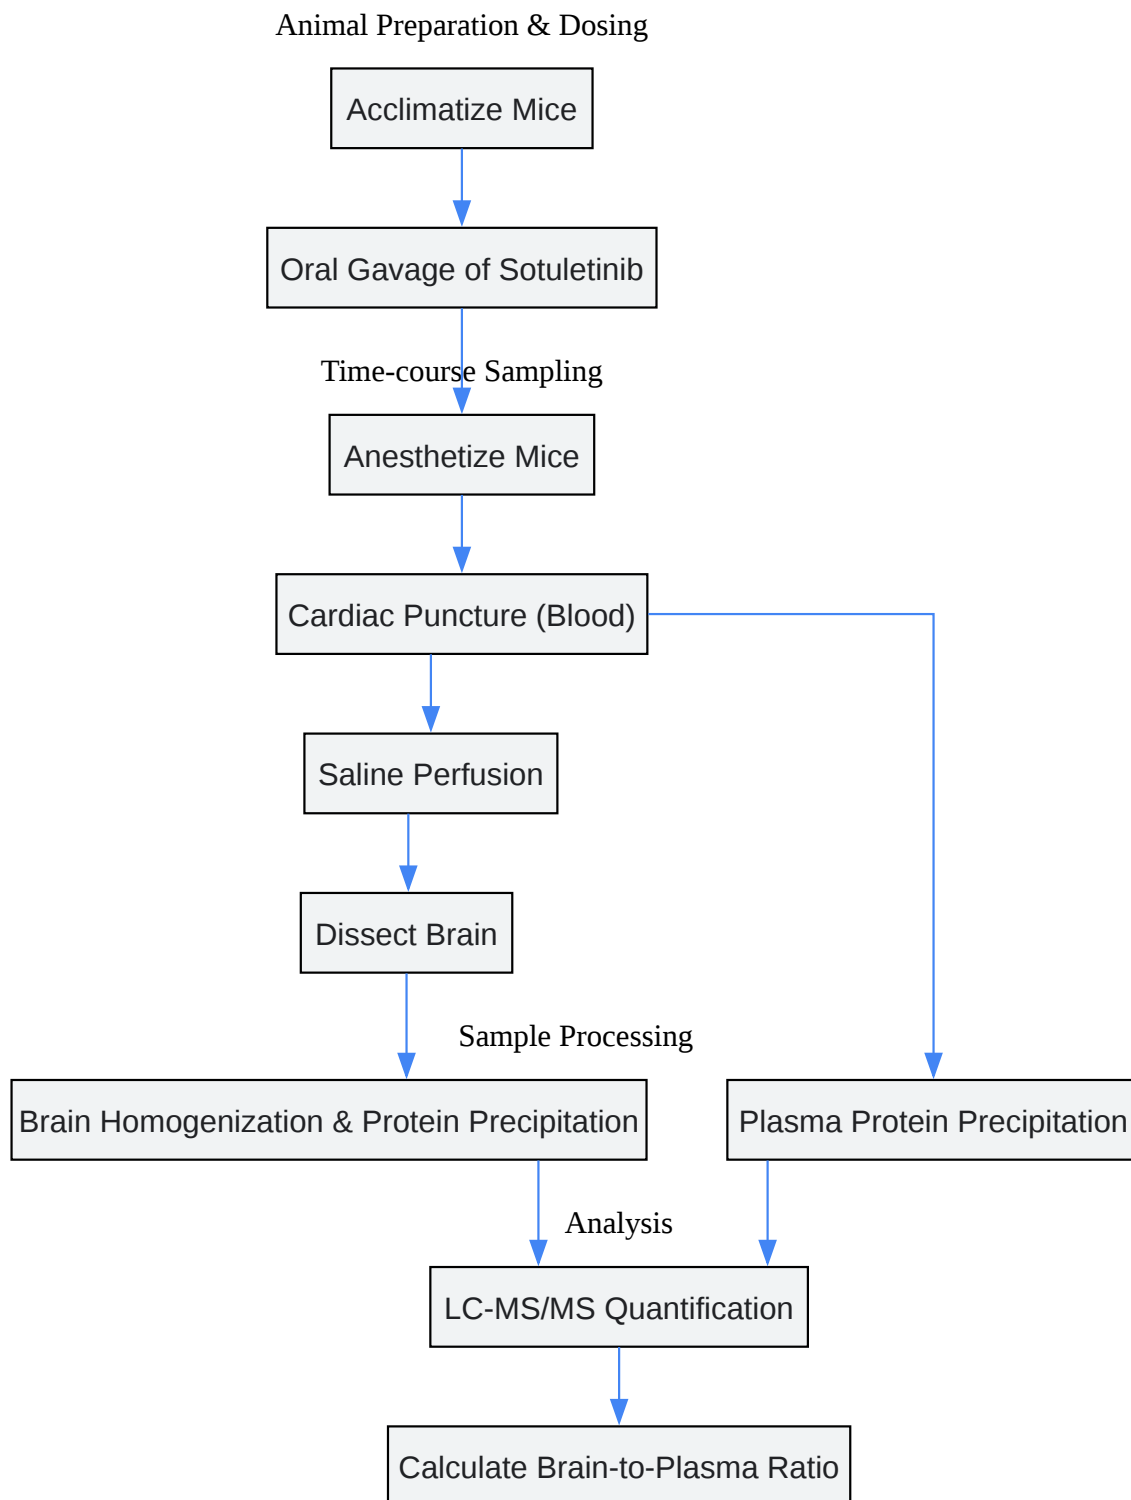 Animal Preparation & Dosing
Acclimatize Mice
Oral Gavage of Sotuletinib
Time-course Sampling
Anesthetize Mice
Cardiac Puncture (Blood)
Saline Perfusion
Dissect Brain
Sample Processing
Brain Homogenization & Protein Precipitation
Plasma Protein Precipitation
Analysis
LC-MS/MS Quantification
Calculate Brain-to-Plasma Ratio